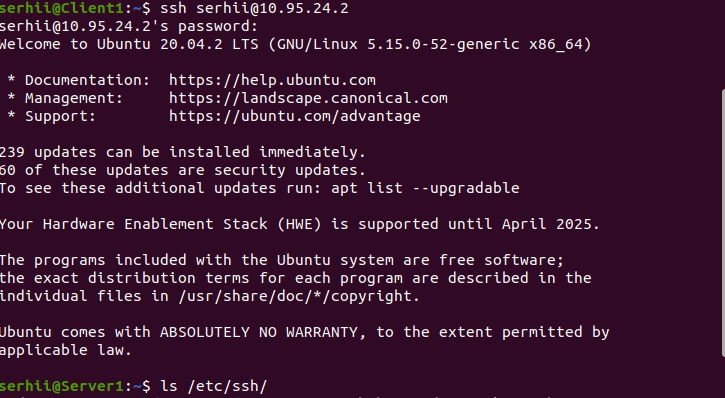 serhii@Client1:~$ ssh serhii@10.95.24.2
serhii@10.95.24.2's password:
Welcome to Ubuntu 20.04.2 LTS (GNU/Linux 5.15.0-52-generic x86_64)
* Documentation:  https://help.ubuntu.com
* Management:     https://landscape.canonical.com
* Support:        https://ubuntu.com/advantage
239 updates can be installed immediately.
60 of these updates are security updates.
To see these additional updates run: apt list --upgradable
Your Hardware Enablement Stack (HWE) is supported until April 2025.
The programs included with the Ubuntu system are free software;
the exact distribution terms for each program are described in the
individual files in /usr/share/doc/*/copyright.
Ubuntu comes with ABSOLUTELY NO WARRANTY, to the extent permitted by
applicable law.
serhii@Server1:~$ ls /etc/ssh/